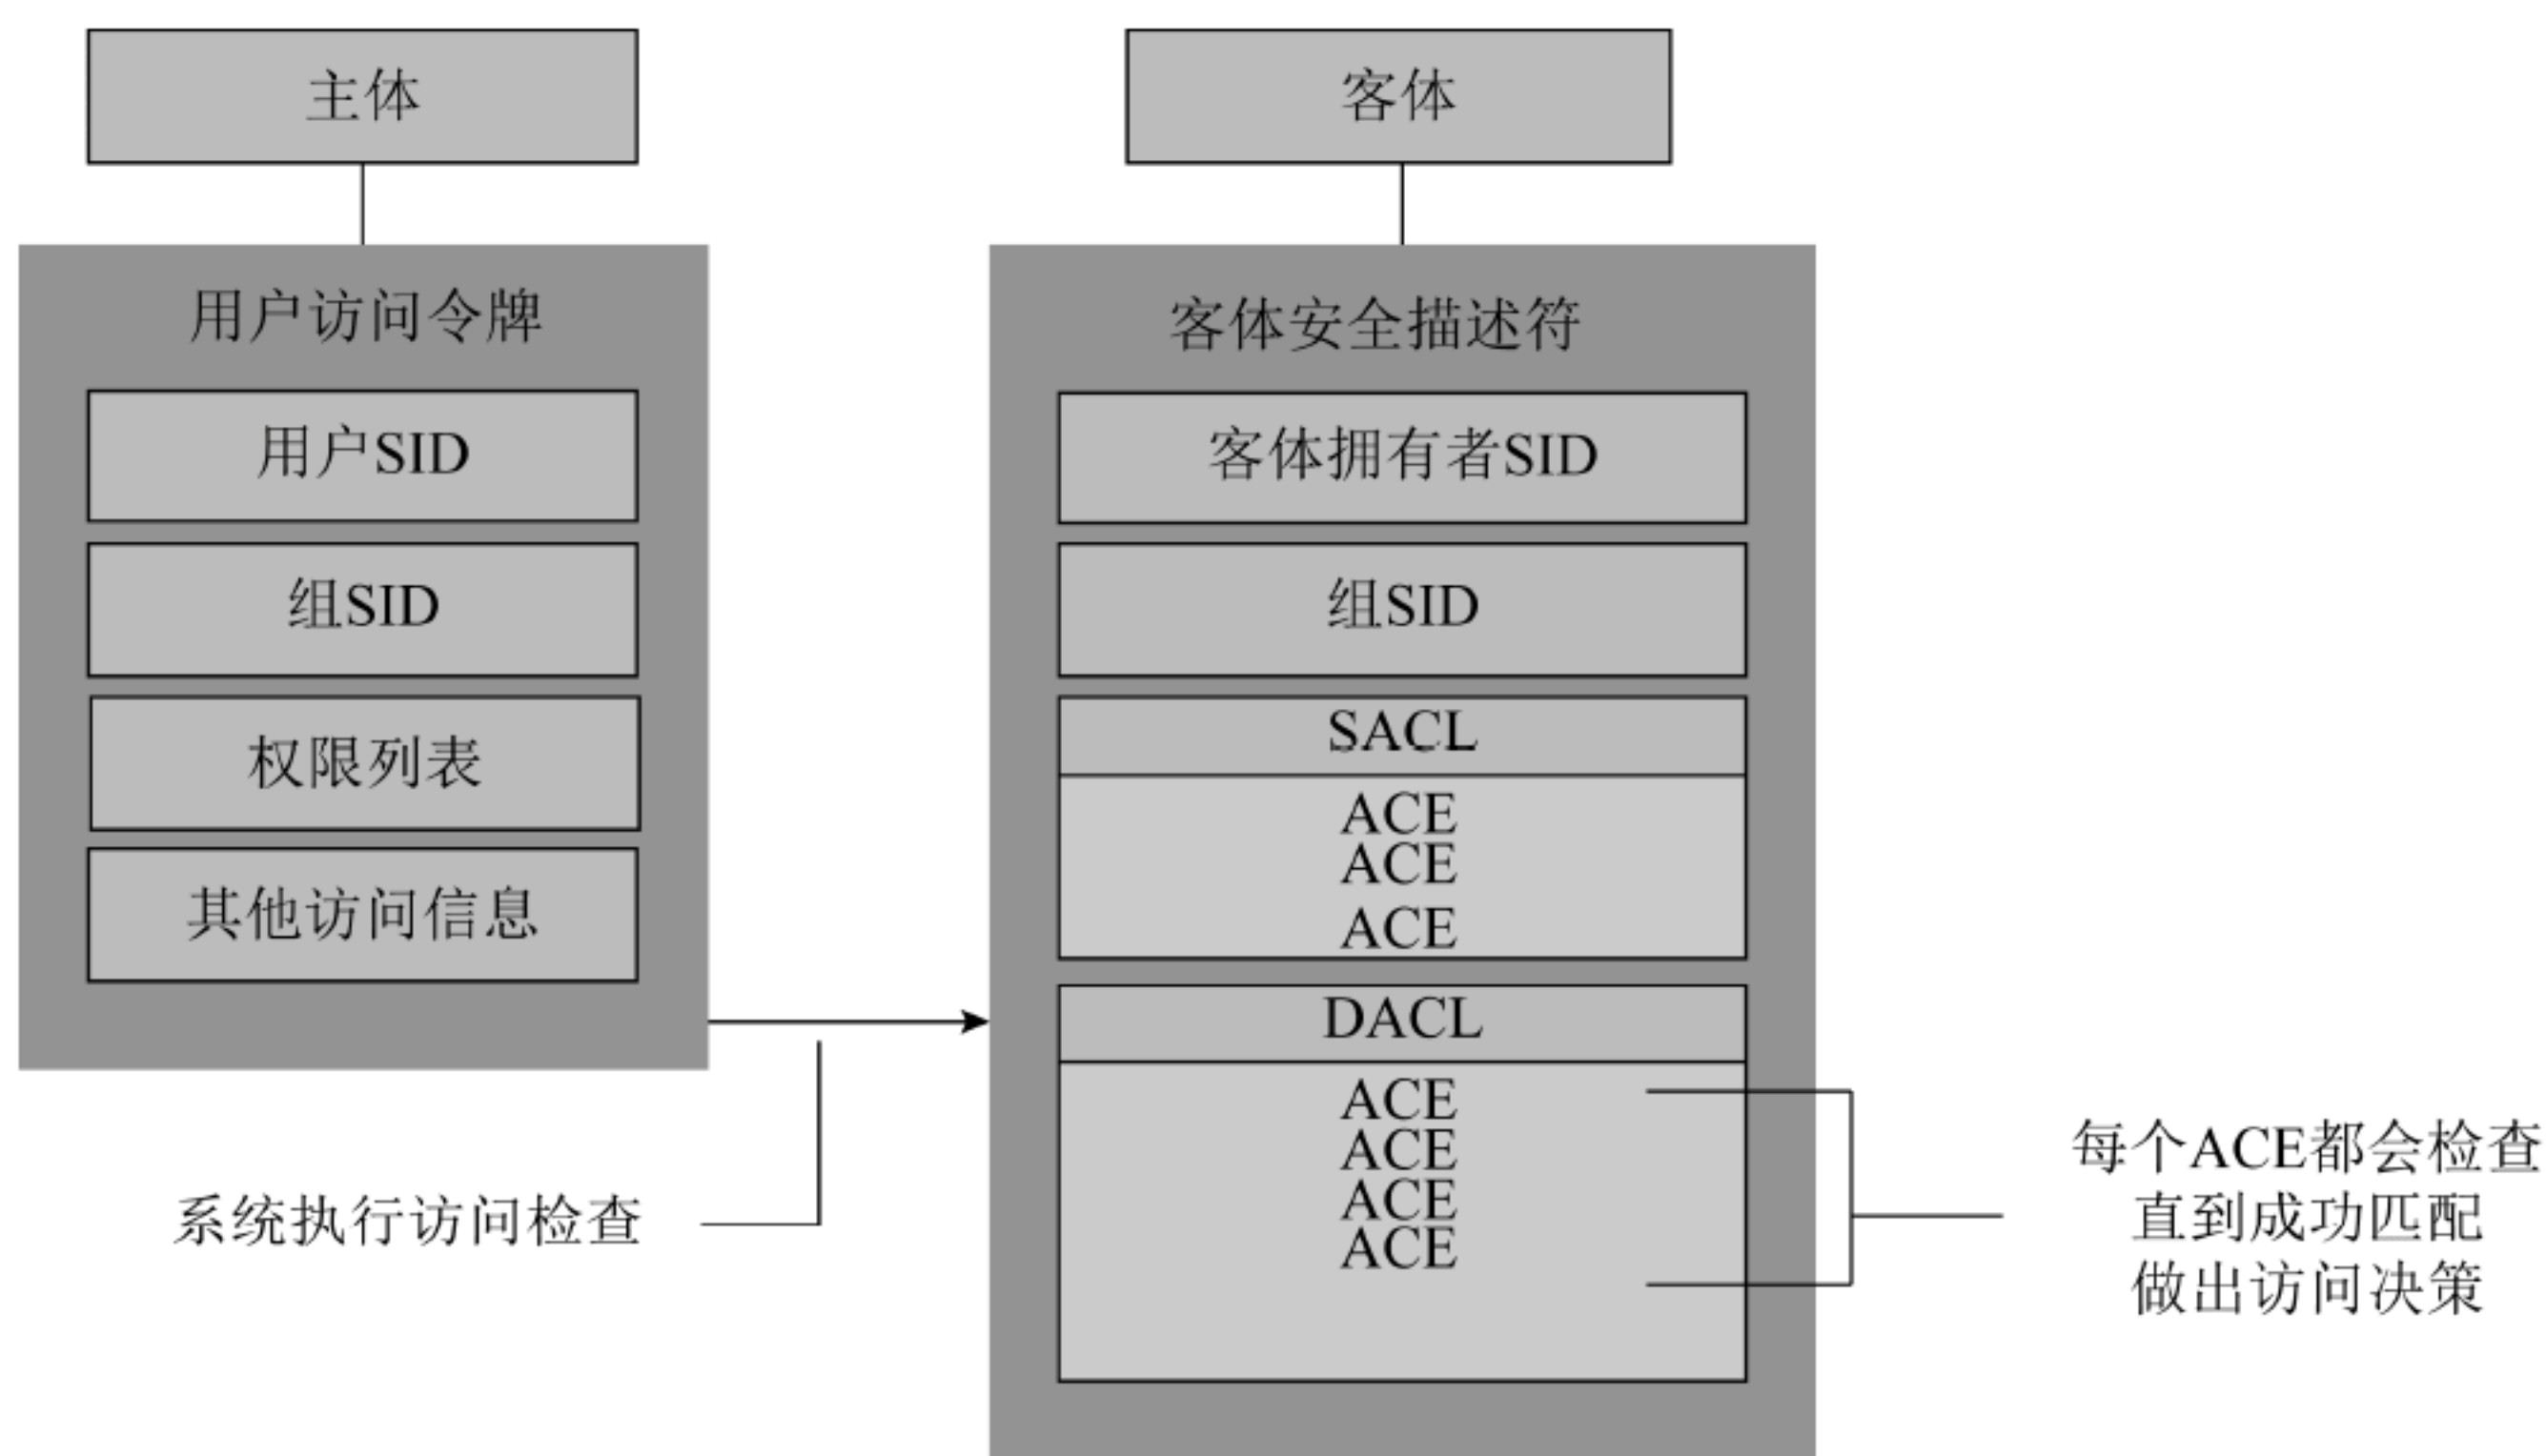 主体
用户访问令牌
用户SID
组SID
权限列表
其他访问信息
系统执行访问检查
客体
客体安全描述符
客体拥有者SID
组SID
SACL
ACE
ACE
ACE
DACL
ACE
ACE
ACE
ACE
每个ACE都会检查
直到成功匹配
做出访问决策